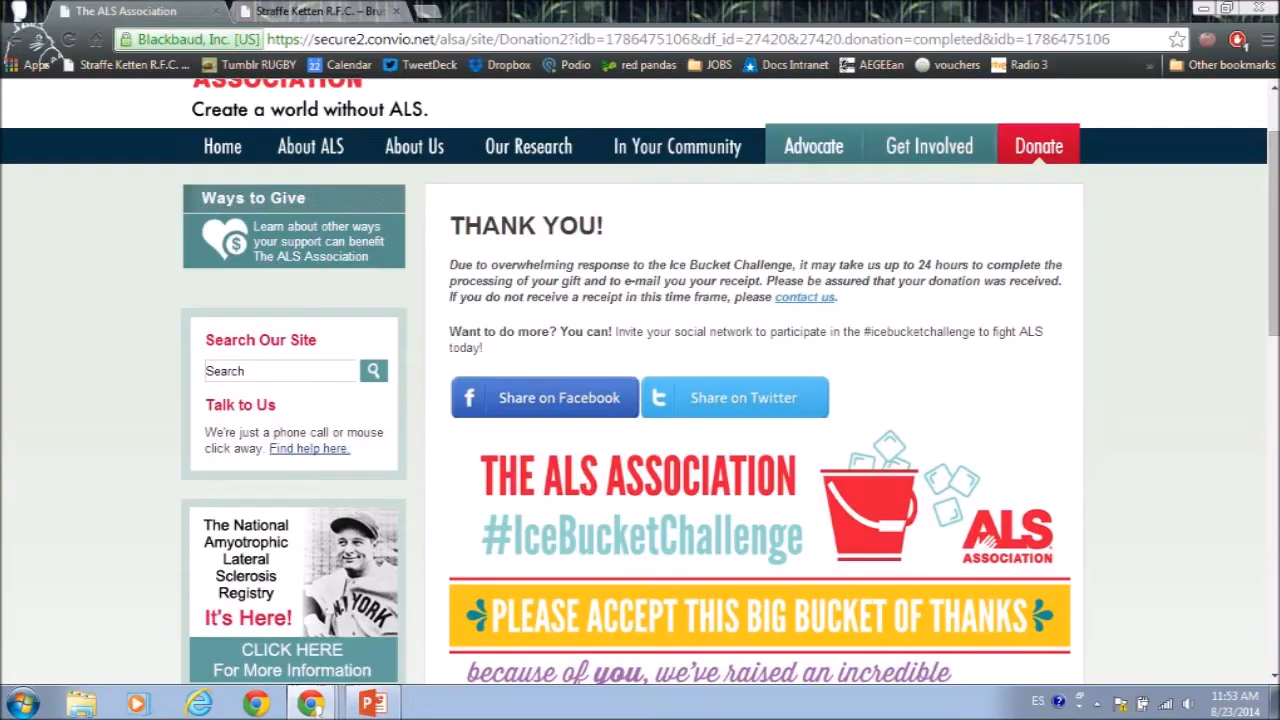 The ALS Association
Straffe Ketten R.F.C. – Bru
Blackbaud, Inc. [US]
https://secure2.convio.net/alsa/site/Donation2?idb=1786475106&df_id=27420&27420.donation=completed&idb=1786475106
Apps
Straffe Ketten R.F.C. ...
Tumblr RUGBY
Calendar
TweetDeck
Dropbox
Podio
red pandas
JOBS
Docs Intranet
AEGEEan
vouchers
Radio 3
»
Other bookmarks
ASSOCIATION
Create a world without ALS.
Home
About ALS
About Us
Our Research
In Your Community
Advocate
Get Involved
Donate
Ways to Give
Learn about other ways
your support can benefit
The ALS Association
Search Our Site
Search
Talk to Us
We're just a phone call or mouse
click away. Find help here.
The National
Amyotrophic
Lateral
Sclerosis
Registry
It's Here!
NEW YORK
CLICK HERE
For More Information
THANK YOU!
Due to overwhelming response to the Ice Bucket Challenge, it may take us up to 24 hours to complete the
processing of your gift and to e-mail you your receipt. Please be assured that your donation was received.
If you do not receive a receipt in this time frame, please contact us.
Want to do more? You can! Invite your social network to participate in the #icebucketchallenge to fight ALS
today!
f Share on Facebook
t Share on Twitter
THE ALS ASSOCIATION
#IceBucketChallenge
ALS
ASSOCIATION
PLEASE ACCEPT THIS BIG BUCKET OF THANKS
because of you, we've raised an incredible
ES
11:53 AM
8/23/2014